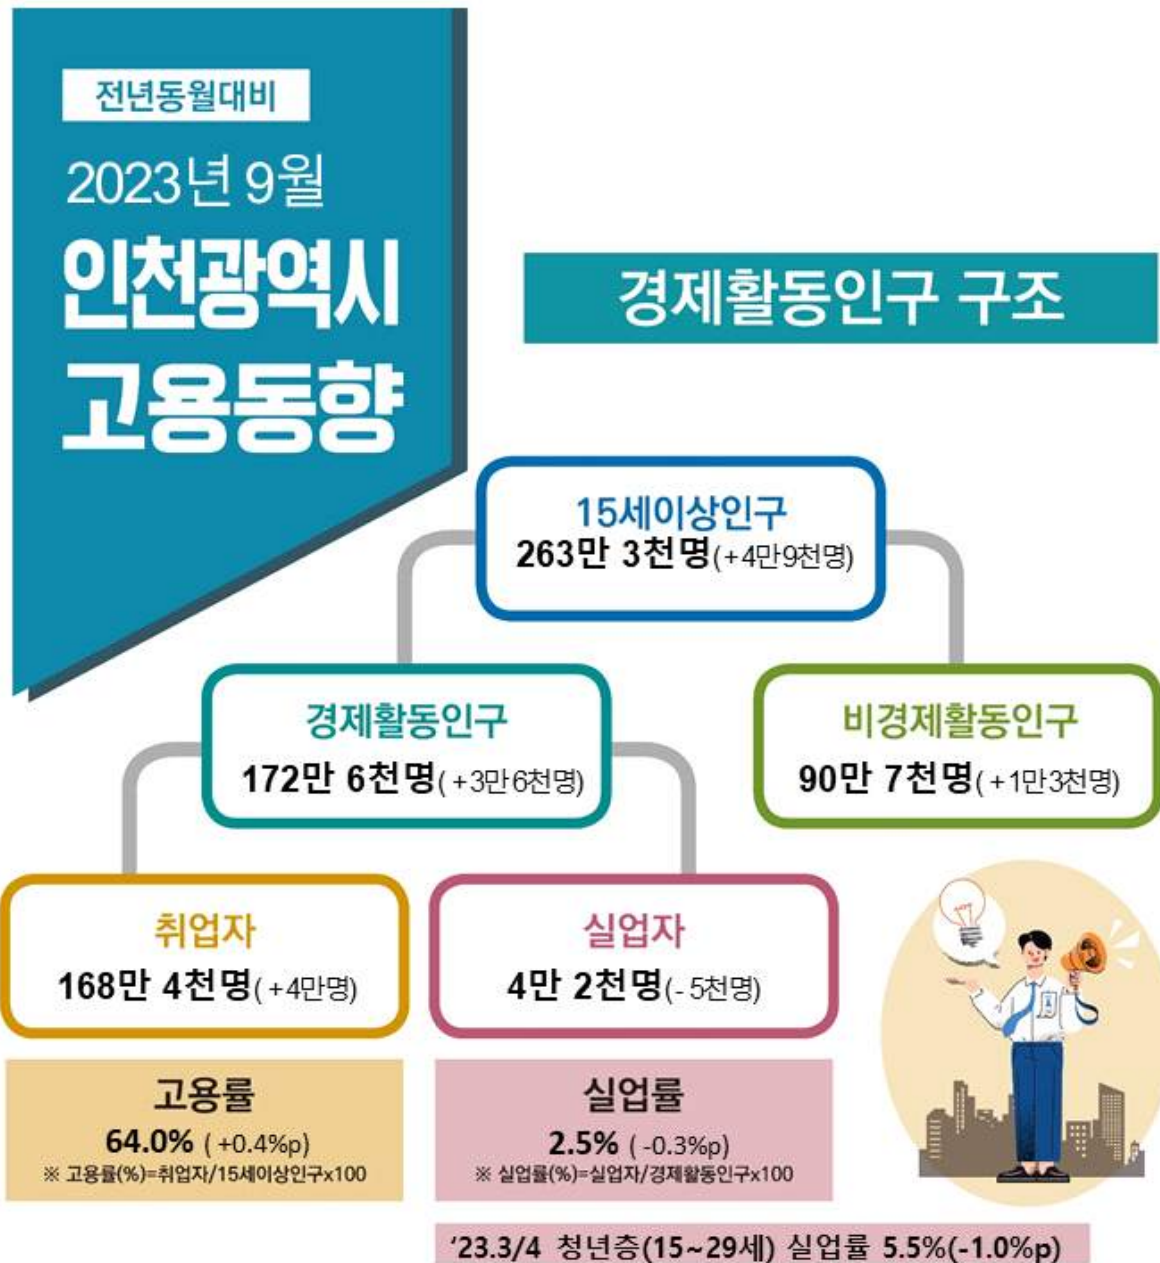 전년동월대비
2023년 9월
인천광역시
고용동향
경제활동인구 구조
15세이상인구
263만 3천명(+4만9천명)
경제활동인구
172만 6천명( +3만6천명)
비경제활동인구
90만 7천명( +1만3천명)
취업자
168만 4천명( +4만명)
실업자
4만 2천명(- 5천명)
고용률
64.0% ( +0.4%p)
※ 고용률(%)=취업자/15세이상인구x100
실업률
2.5% ( -0.3%p)
※ 실업률(%)=실업자/경제활동인구x100
‘23.3/4 청년층(15~29세) 실업률 5.5%(-1.0%p)